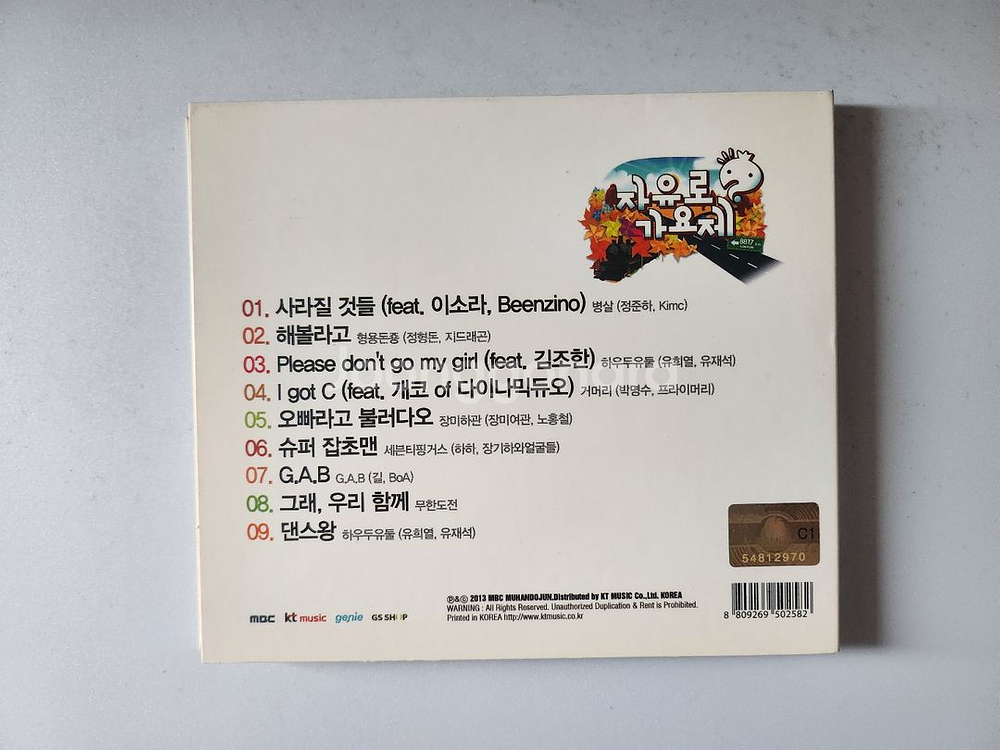 자유로
가요제
8817
01. 사라질 것들 (feat. 이소라, Beenzino) 병살 (정준하, Kimc)
02. 해볼라고 형용돈죵 (정형돈, 지드래곤)
03. Please don't go my girl (feat. 김조한) 하우두유둘 (유희열, 유재석)
04. I got C (feat. 개코 of 다이나믹듀오) 거머리 (박명수, 프라이머리)
05. 오빠라고 불러다오 장미하관 (장미여관, 노홍철)
06. 슈퍼 잡초맨 세븐티핑거스 (하하, 장기하와얼굴들)
07. G.A.B G.A.B (길, BoA)
08. 그래, 우리 함께 무한도전
09. 댄스왕 하우두유둘 (유희열, 유재석)
C1
54812970
mbc kt music genie GS SHOP
℗&© 2013 MBC MUHANDOJUN.Distributed by KT MUSIC Co.,Ltd. KOREA
WARNING : All Rights Reserved. Unauthorized Duplication & Rent is Prohibited.
Printed in KOREA http://www.ktmusic.co.kr
8 809269 502582